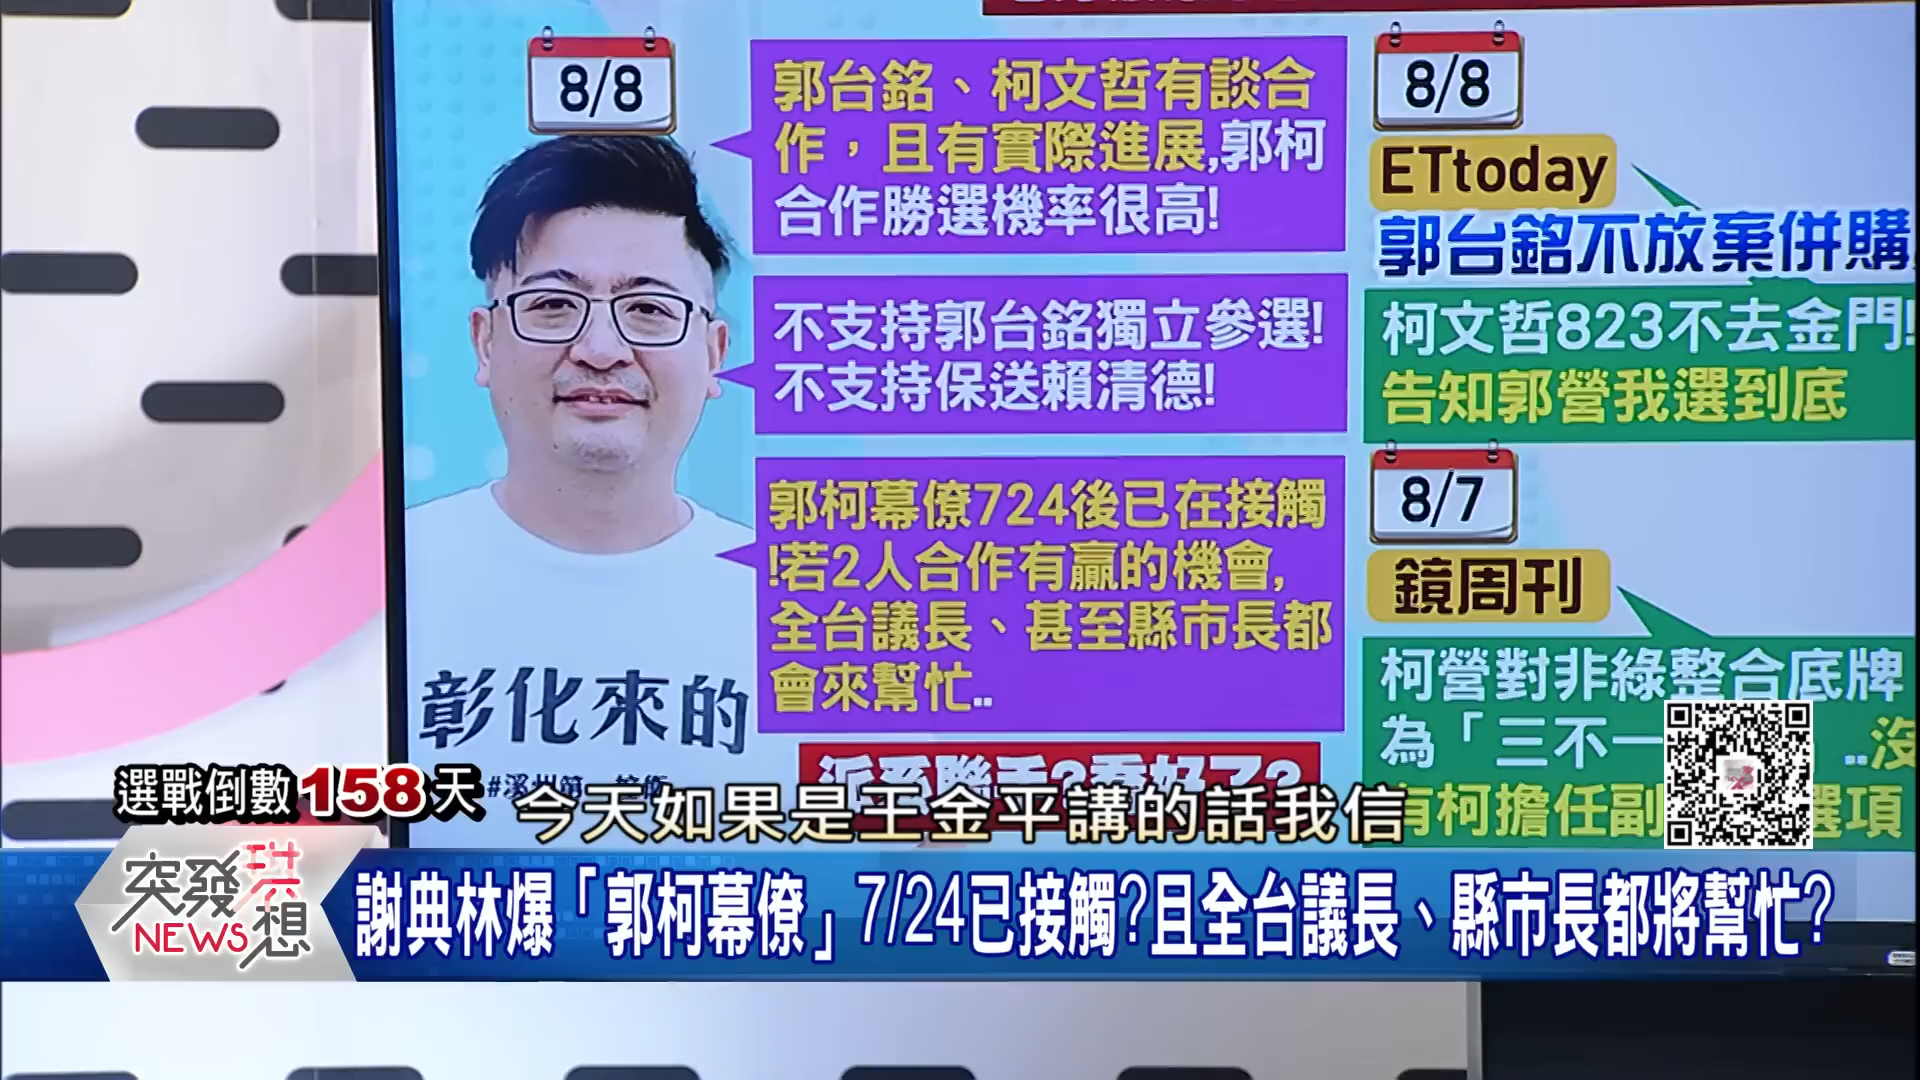 8/8
郭台銘、柯文哲有談合
作，且有實際進展,郭柯
合作勝選機率很高!
不支持郭台銘獨立參選!
不支持保送賴清德!
郭柯幕僚724後已在接觸
!若2人合作有贏的機會,
全台議長、甚至縣市長都
會來幫忙..
彰化來的
8/8
ETtoday
郭台銘不放棄併購
柯文哲823不去金門!
告知郭營我選到底
8/7
鏡周刊
柯營對非綠整合底牌
為「三不一
..沒
有柯擔任副
選項
選戰倒數158天
今天如果是王金平講的話我信
突發琪想
NEWS
謝典林爆「郭柯幕僚」7/24已接觸?且全台議長、縣市長都將幫忙?